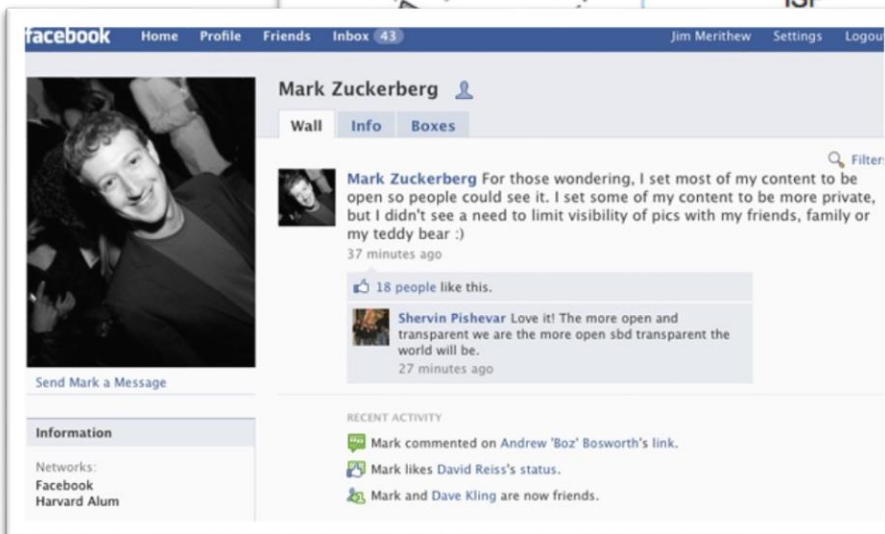 ISP
facebook Home Profile Friends Inbox 43 Jim Merithew Settings Logout
Mark Zuckerberg
Wall Info Boxes
Filters
Mark Zuckerberg For those wondering, I set most of my content to be
open so people could see it. I set some of my content to be more private,
but I didn't see a need to limit visibility of pics with my friends, family or
my teddy bear :)
37 minutes ago
18 people like this.
Shervin Pishevar Love it! The more open and
transparent we are the more open sbd transparent the
world will be.
27 minutes ago
Send Mark a Message
Information
Networks:
Facebook
Harvard Alum
RECENT ACTIVITY
Mark commented on Andrew 'Boz' Bosworth's link.
Mark likes David Reiss's status.
Mark and Dave Kling are now friends.